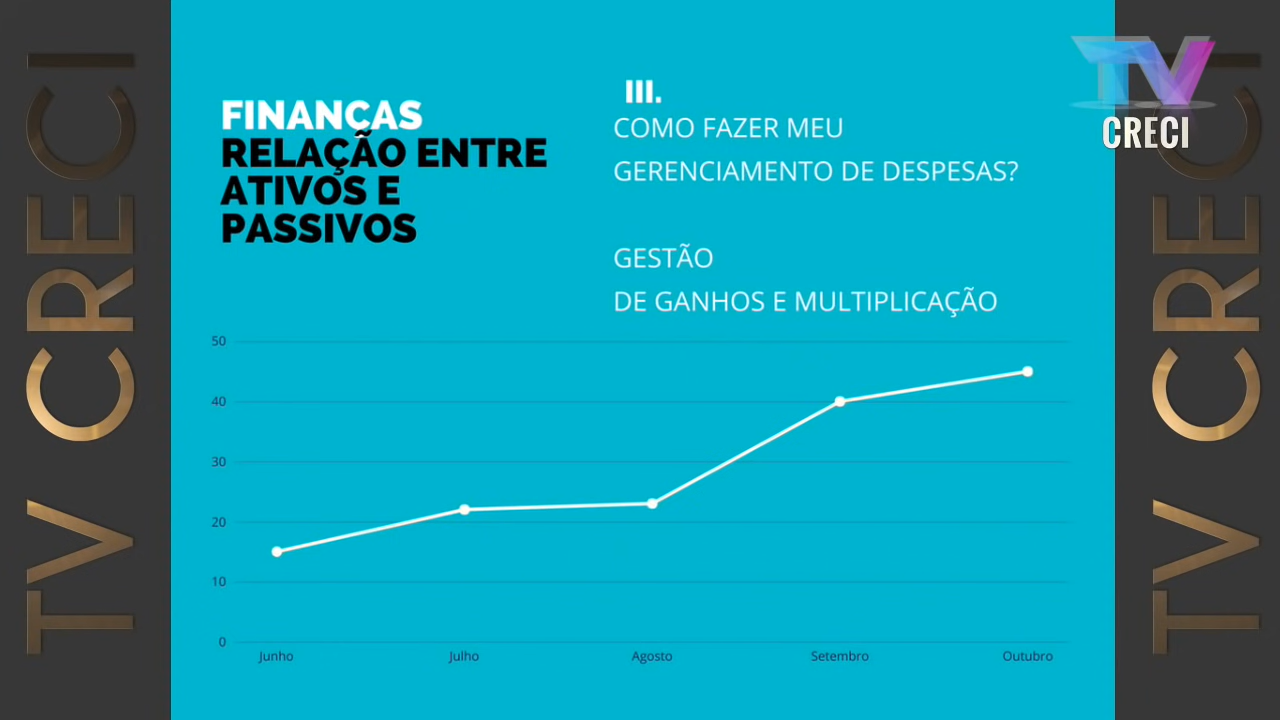 TV CRECI
FINANÇAS
RELAÇÃO ENTRE
ATIVOS E
PASSIVOS
III.
COMO FAZER MEU
GERENCIAMENTO DE DESPESAS?
GESTÃO
DE GANHOS E MULTIPLICAÇÃO
50
40
30
20
10
0
Junho
Julho
Agosto
Setembro
Outubro
TV
CRECI
TV CRECI